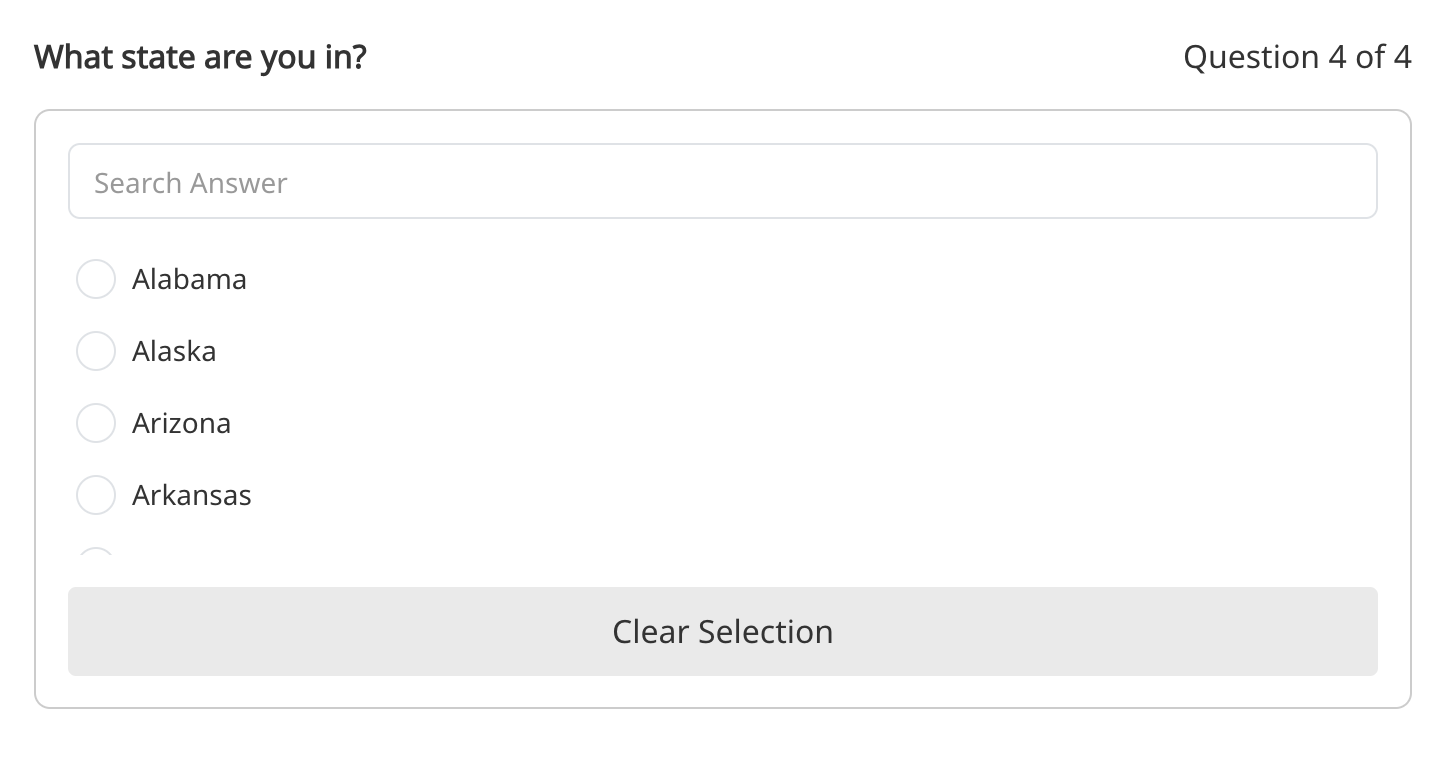 What state are you in?
Question 4 of 4
Search Answer
Alabama
Alaska
Arizona
Arkansas
Clear Selection